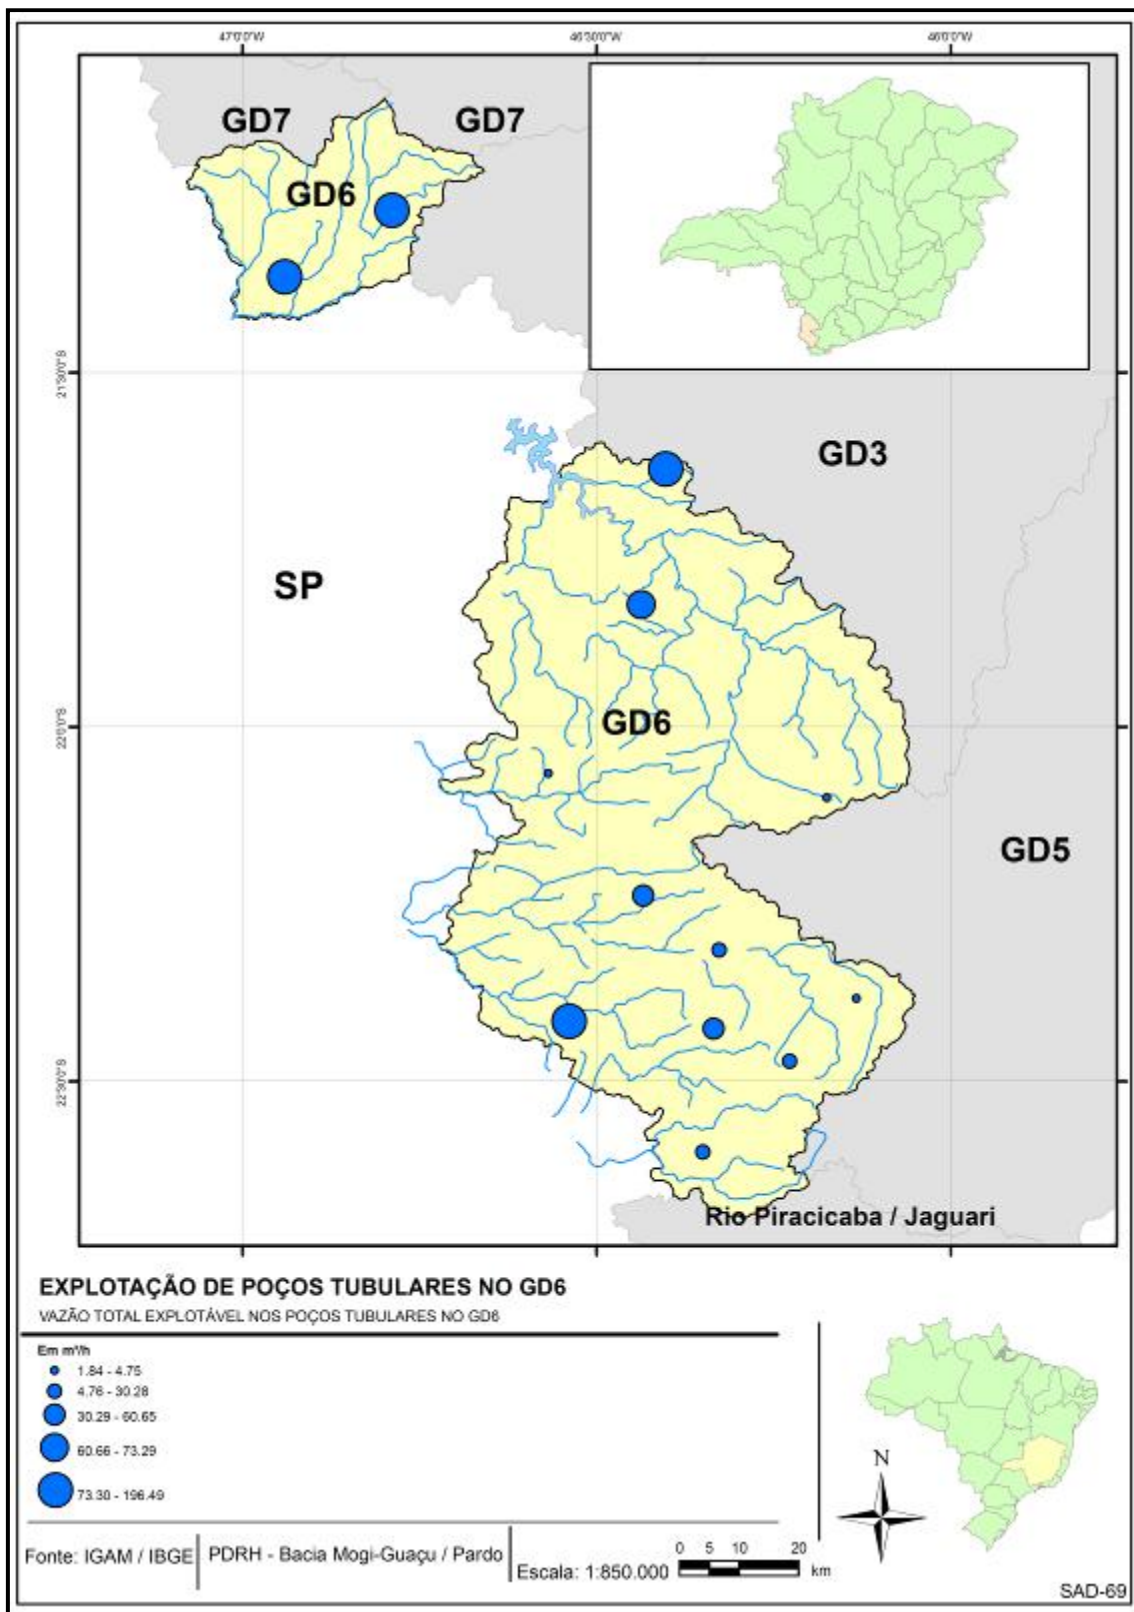 47°0'0"W
46°30'0"W
46°0'0"W
GD7
GD7
GD6
21°30'0"S
GD3
SP
22°0'0"S
GD6
GD5
22°30'0"S
Rio Piracicaba / Jaguari
EXPLOTAÇÃO DE POÇOS TUBULARES NO GD6
VAZÃO TOTAL EXPLOTÁVEL NOS POÇOS TUBULARES NO GD6
Em m³/h
1.84 - 4.75
4.76 - 30.28
30.29 - 60.65
60.66 - 73.29
73.30 - 196.49
N
Fonte: IGAM / IBGE
PDRH - Bacia Mogi-Guaçu / Pardo
Escala: 1:850.000
0 5 10 20
km
SAD-69